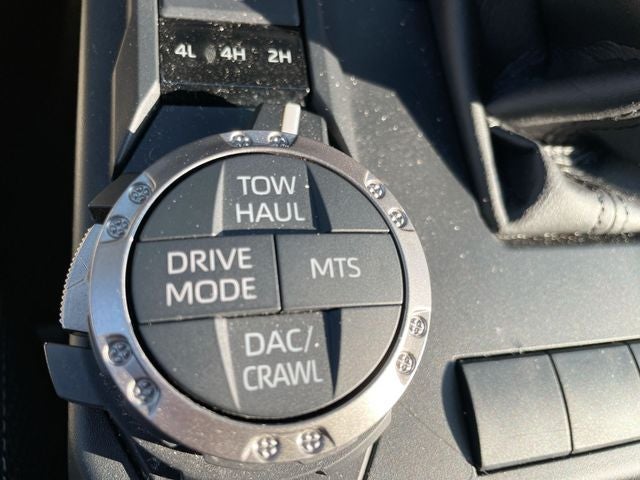 4L 4H 2H
TOW
HAUL
DRIVE
MODE
MTS
DAC/
CRAWL